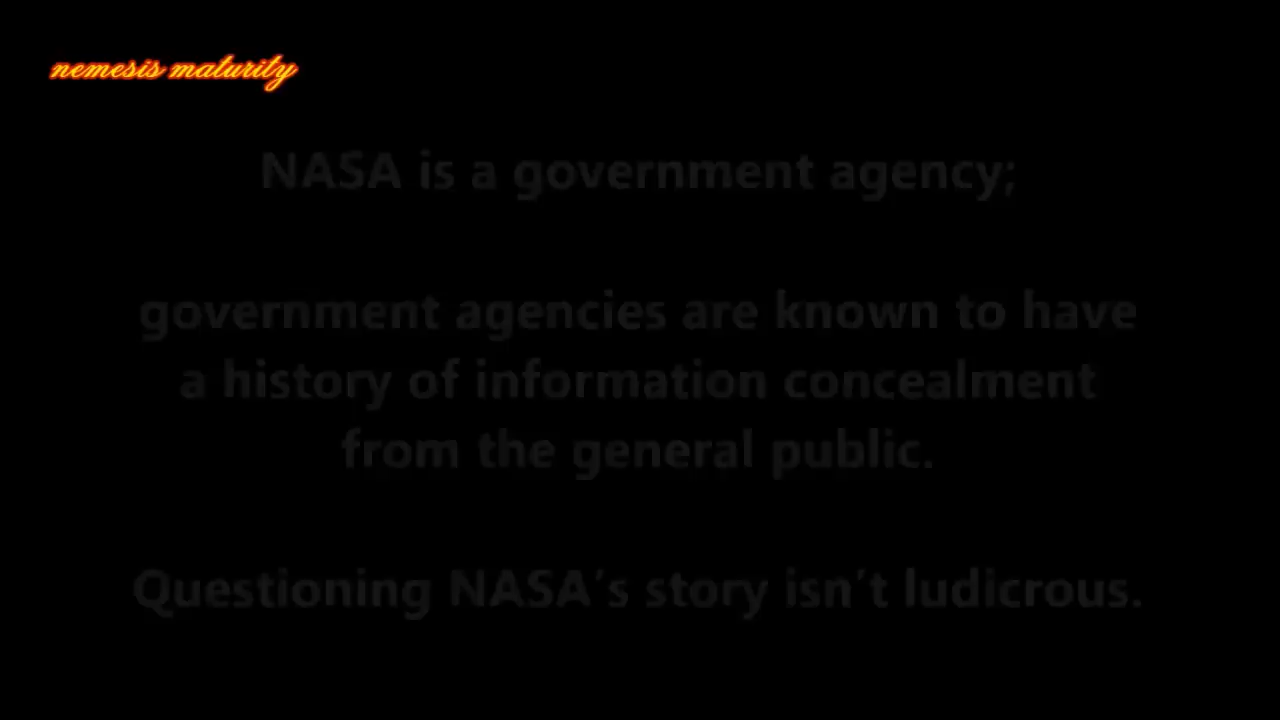 nemesis maturity
NASA is a government agency;
government agencies are known to have
a history of information concealment
from the general public.
Questioning NASA’s story isn’t ludicrous.